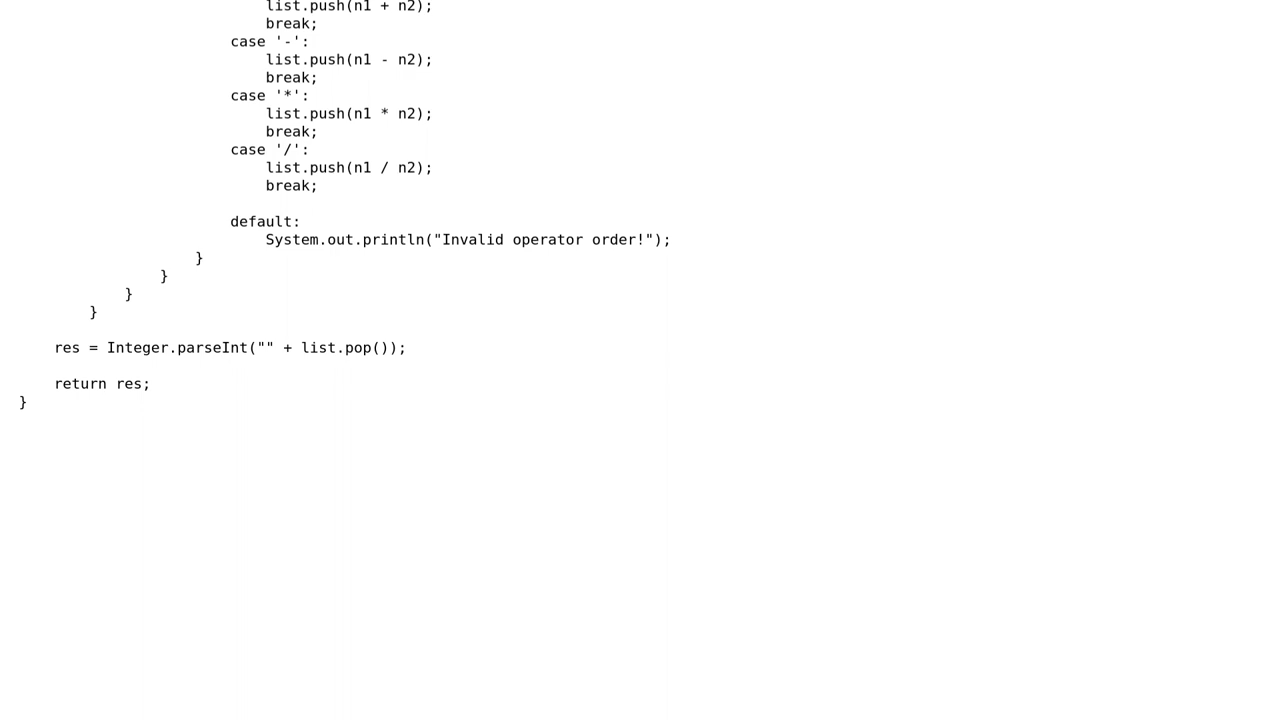 list.push(n1 + n2);
break;
case '-':
list.push(n1 - n2);
break;
case '*':
list.push(n1 * n2);
break;
case '/':
list.push(n1 / n2);
break;
default:
System.out.println("Invalid operator order!");
}
}
}
}
res = Integer.parseInt("" + list.pop());
return res;
}